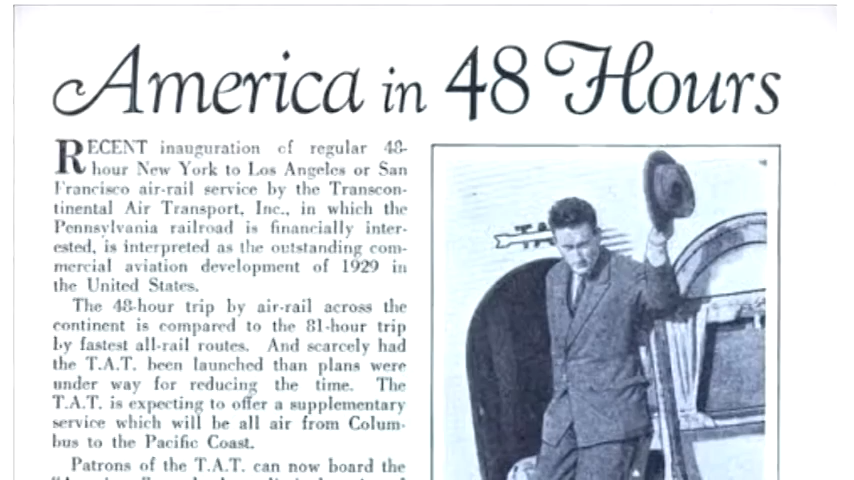 America in 48 Hours
RECENT inauguration of regular 48-
hour New York to Los Angeles or San
Francisco air-rail service by the Transcon-
tinental Air Transport, Inc., in which the
Pennsylvania railroad is financially inter-
ested, is interpreted as the outstanding com-
mercial aviation development of 1929 in
the United States.
The 48-hour trip by air-rail across the
continent is compared to the 81-hour trip
by fastest all-rail routes. And scarcely had
the T.A.T. been launched than plans were
under way for reducing the time. The
T.A.T. is expecting to offer a supplementary
service which will be all air from Colum-
bus to the Pacific Coast.
Patrons of the T.A.T. can now board the